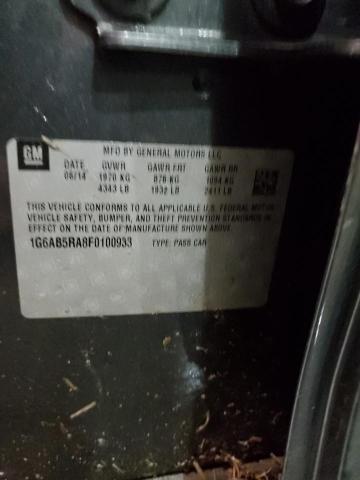 GM
MFD BY GENERAL MOTORS LLC
DATE GVWR GAWR FRT GAWR RR
08/14 1970 KG 876 KG 1094 KG
4343 LB 1932 LB 2411 LB
THIS VEHICLE CONFORMS TO ALL APPLICABLE U.S. FEDERAL MOTOR
VEHICLE SAFETY, BUMPER, AND THEFT PREVENTION STANDARDS IN
EFFECT ON THE DATE OF MANUFACTURE SHOWN ABOVE.
1G6AB5RA8F0100933 TYPE: PASS CAR